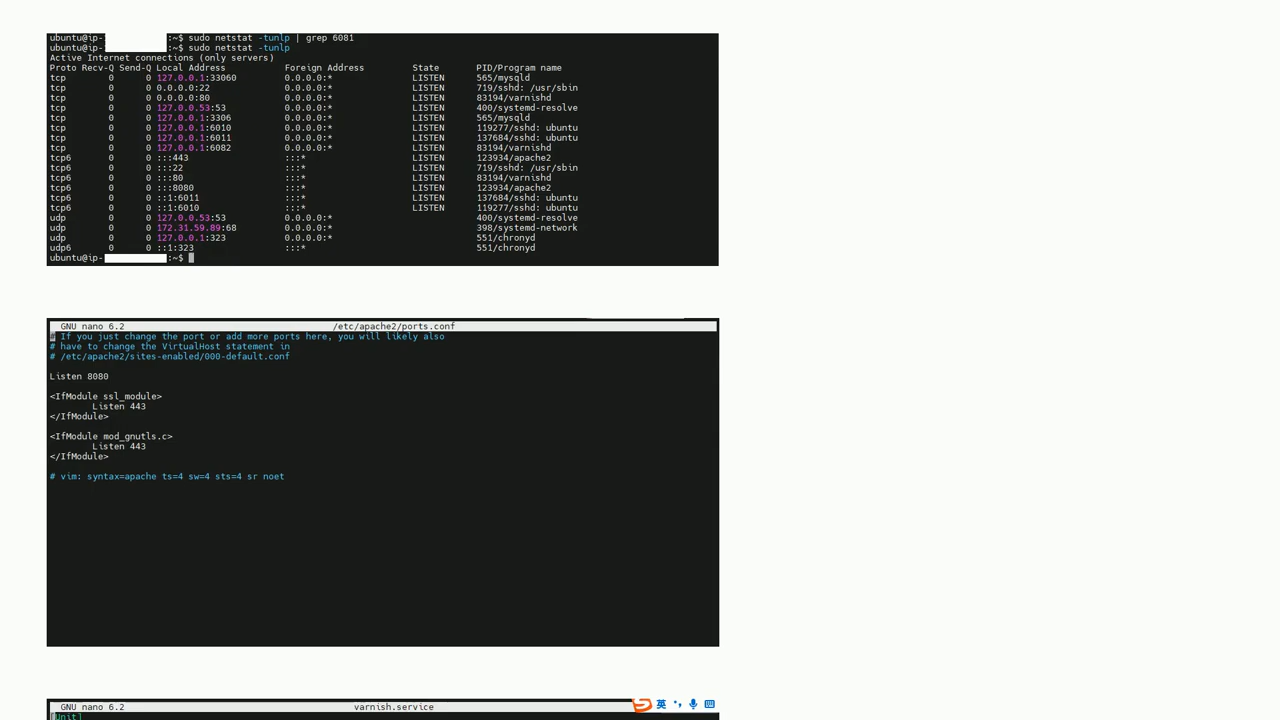 ubuntu@ip- :~$ sudo netstat -tunlp | grep 6081
ubuntu@ip- :~$ sudo netstat -tunlp
Active Internet connections (only servers)
Proto Recv-Q Send-Q Local Address Foreign Address State PID/Program name
tcp 0 0 127.0.0.1:33060 0.0.0.0:* LISTEN 565/mysqld
tcp 0 0 0.0.0.0:22 0.0.0.0:* LISTEN 719/sshd: /usr/sbin
tcp 0 0 0.0.0.0:80 0.0.0.0:* LISTEN 83194/varnishd
tcp 0 0 127.0.0.53:53 0.0.0.0:* LISTEN 400/systemd-resolve
tcp 0 0 127.0.0.1:3306 0.0.0.0:* LISTEN 565/mysqld
tcp 0 0 127.0.0.1:6010 0.0.0.0:* LISTEN 119277/sshd: ubuntu
tcp 0 0 127.0.0.1:6011 0.0.0.0:* LISTEN 137684/sshd: ubuntu
tcp 0 0 127.0.0.1:6082 0.0.0.0:* LISTEN 83194/varnishd
tcp6 0 0 :::443 :::* LISTEN 123934/apache2
tcp6 0 0 :::22 :::* LISTEN 719/sshd: /usr/sbin
tcp6 0 0 :::80 :::* LISTEN 83194/varnishd
tcp6 0 0 :::8080 :::* LISTEN 123934/apache2
tcp6 0 0 ::1:6011 :::* LISTEN 137684/sshd: ubuntu
tcp6 0 0 ::1:6010 :::* LISTEN 119277/sshd: ubuntu
udp 0 0 127.0.0.53:53 0.0.0.0:* 400/systemd-resolve
udp 0 0 172.31.59.89:68 0.0.0.0:* 398/systemd-network
udp 0 0 127.0.0.1:323 0.0.0.0:* 551/chronyd
udp6 0 0 ::1:323 :::* 551/chronyd
ubuntu@ip- :~$
GNU nano 6.2 /etc/apache2/ports.conf
# If you just change the port or add more ports here, you will likely also
# have to change the VirtualHost statement in
# /etc/apache2/sites-enabled/000-default.conf
Listen 8080
<IfModule ssl_module>
Listen 443
</IfModule>
<IfModule mod_gnutls.c>
Listen 443
</IfModule>
# vim: syntax=apache ts=4 sw=4 sts=4 sr noet
GNU nano 6.2 varnish.service 英
[Unit]